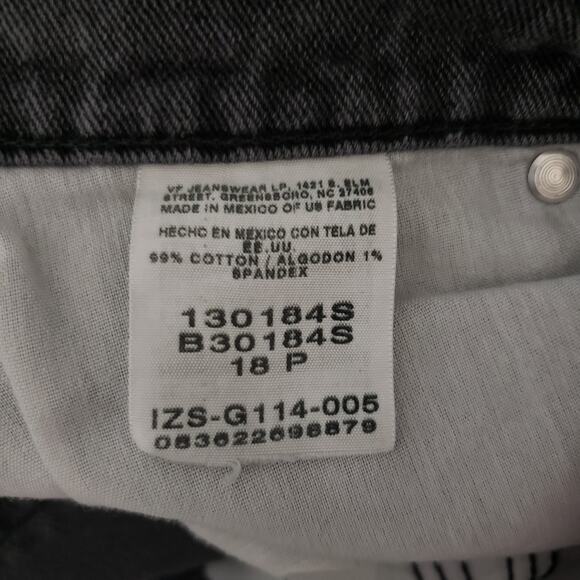 VF JEANSWEAR LP, 1421 S. ELM
STREET, GREENSBORO, NC 27406
MADE IN MEXICO OF US FABRIC
HECHO EN MEXICO CON TELA DE
EE.UU.
99% COTTON / ALGODON 1%
SPANDEX
130184S
B30184S
18 P
IZS-G114-005
083622698879